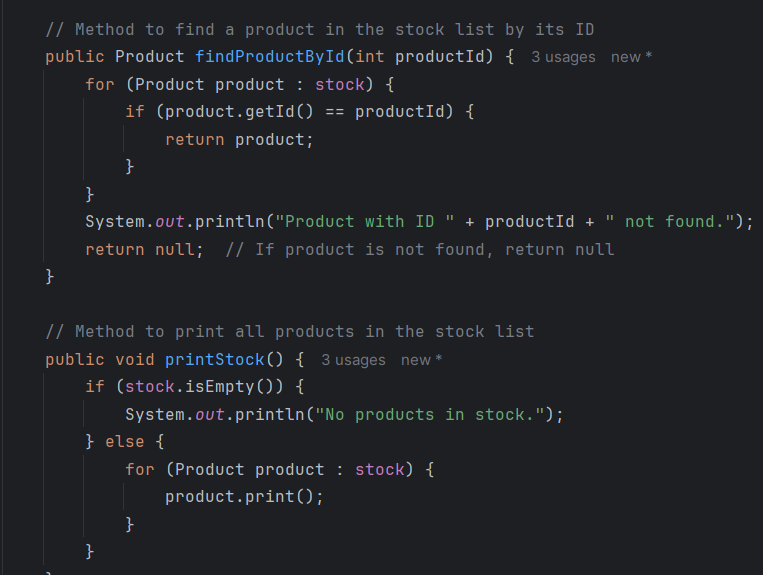 // Method to find a product in the stock list by its ID
public Product findProductById(int productId) { 3 usages new *
for (Product product : stock) {
if (product.getId() == productId) {
return product;
}
}
System.out.println("Product with ID " + productId + " not found.");
return null;  // If product is not found, return null
}
// Method to print all products in the stock list
public void printStock() { 3 usages new *
if (stock.isEmpty()) {
System.out.println("No products in stock.");
} else {
for (Product product : stock) {
product.print();
}
}
}